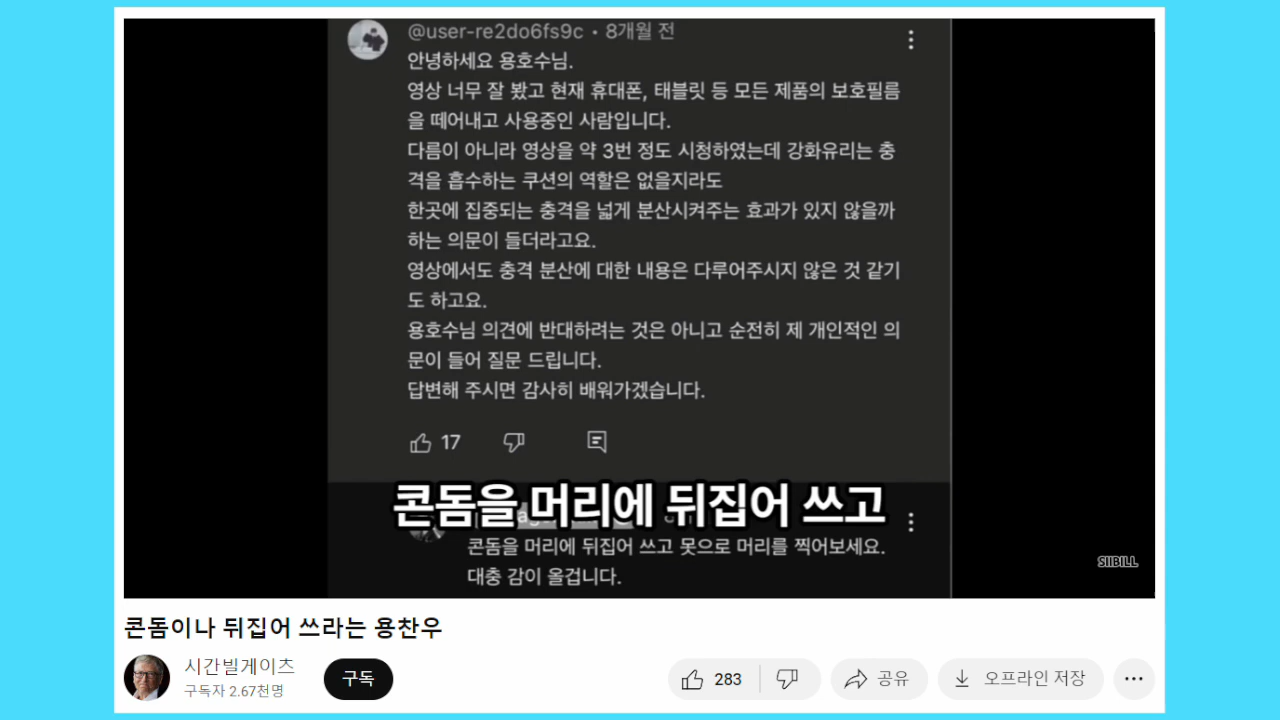 @user-re2do6fs9c • 8개월 전
안녕하세요 용호수님.
영상 너무 잘 봤고 현재 휴대폰, 태블릿 등 모든 제품의 보호필름
을 떼어내고 사용중인 사람입니다.
다름이 아니라 영상을 약 3번 정도 시청하였는데 강화유리는 충
격을 흡수하는 쿠션의 역할은 없을지라도
한곳에 집중되는 충격을 넓게 분산시켜주는 효과가 있지 않을까
하는 의문이 들더라고요.
영상에서도 충격 분산에 대한 내용은 다루어주시지 않은 것 같기
도 하고요.
용호수님 의견에 반대하려는 것은 아니고 순전히 제 개인적인 의
문이 들어 질문 드립니다.
답변해 주시면 감사히 배워가겠습니다.
17
콘돔을 머리에 뒤집어 쓰고
콘돔을 머리에 뒤집어 쓰고 못으로 머리를 찍어보세요.
대충 감이 올겁니다.
SIIBILL
콘돔이나 뒤집어 쓰라는 용찬우
시간빌게이츠
구독자 2.67천명
구독
283
공유
오프라인 저장